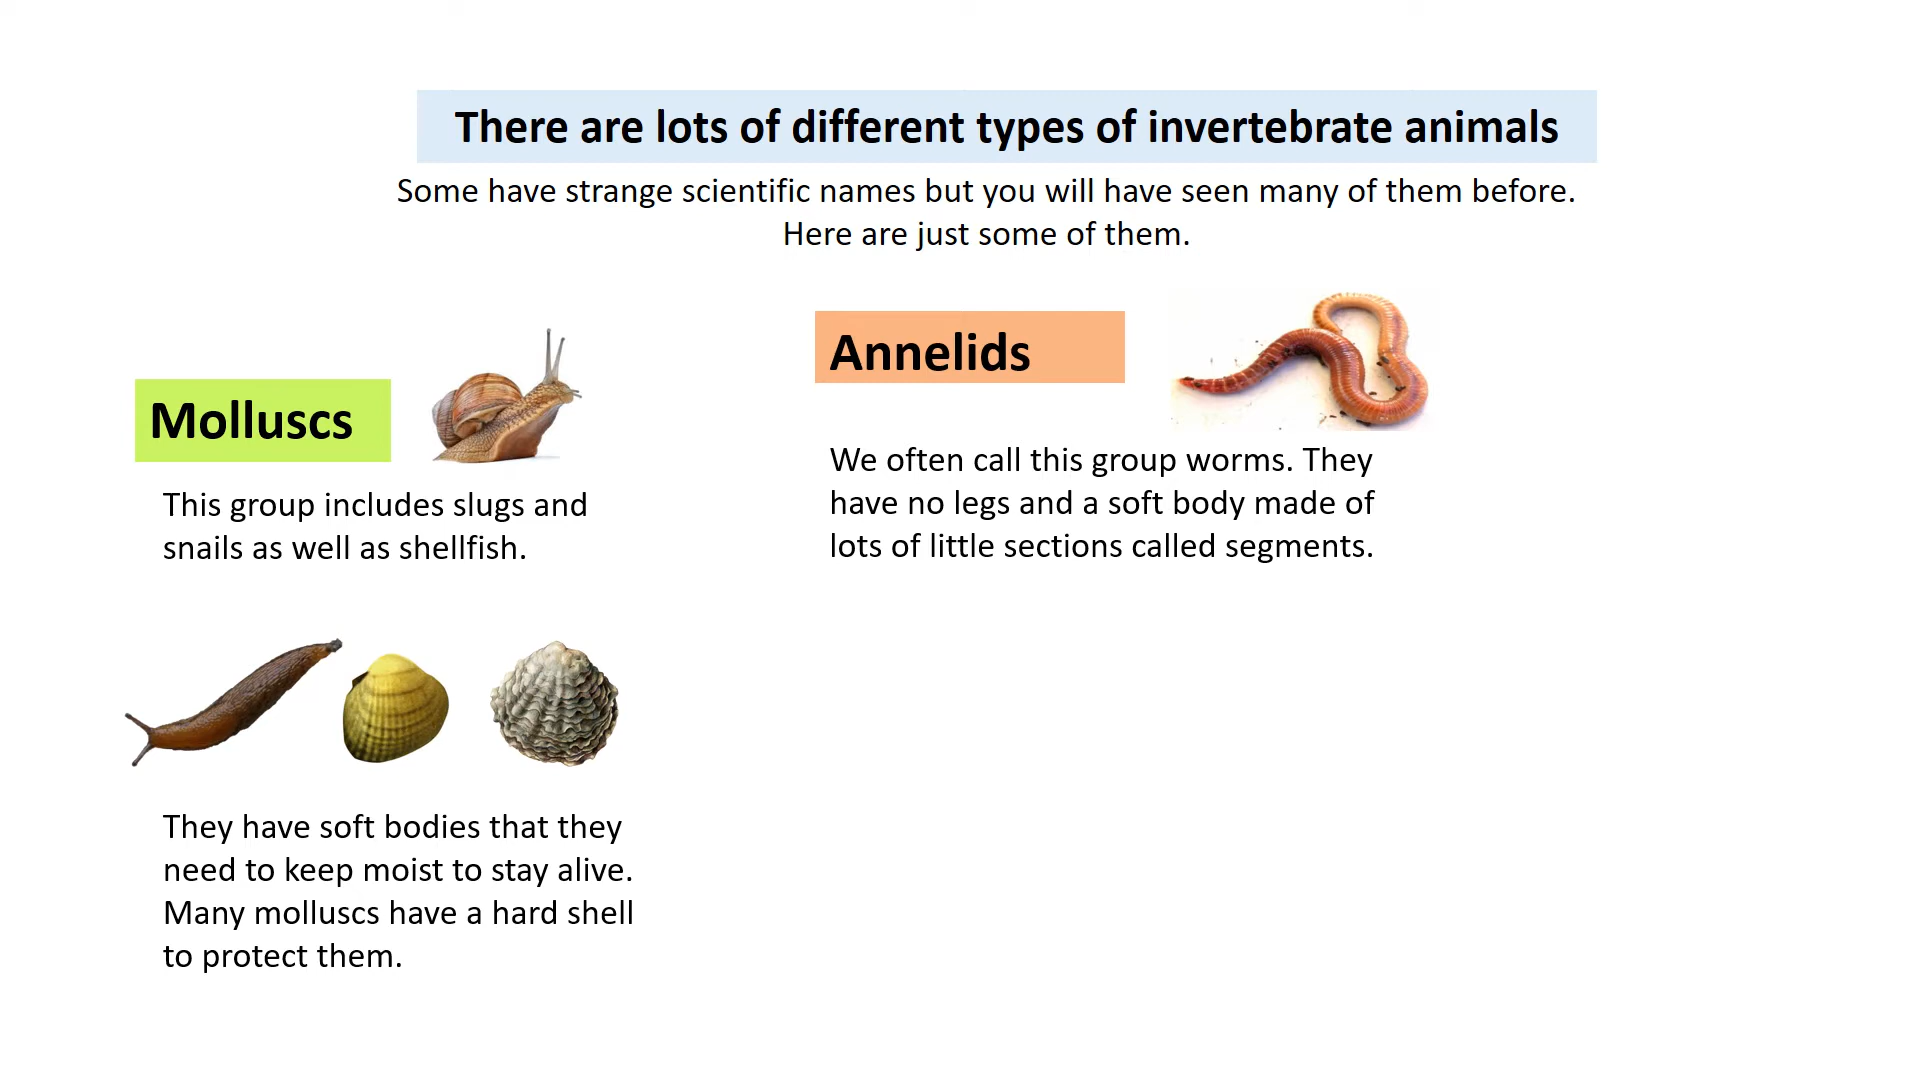 There are lots of different types of invertebrate animals
Some have strange scientific names but you will have seen many of them before.
Here are just some of them.
Molluscs
This group includes slugs and
snails as well as shellfish.
They have soft bodies that they
need to keep moist to stay alive.
Many molluscs have a hard shell
to protect them.
Annelids
We often call this group worms. They
have no legs and a soft body made of
lots of little sections called segments.